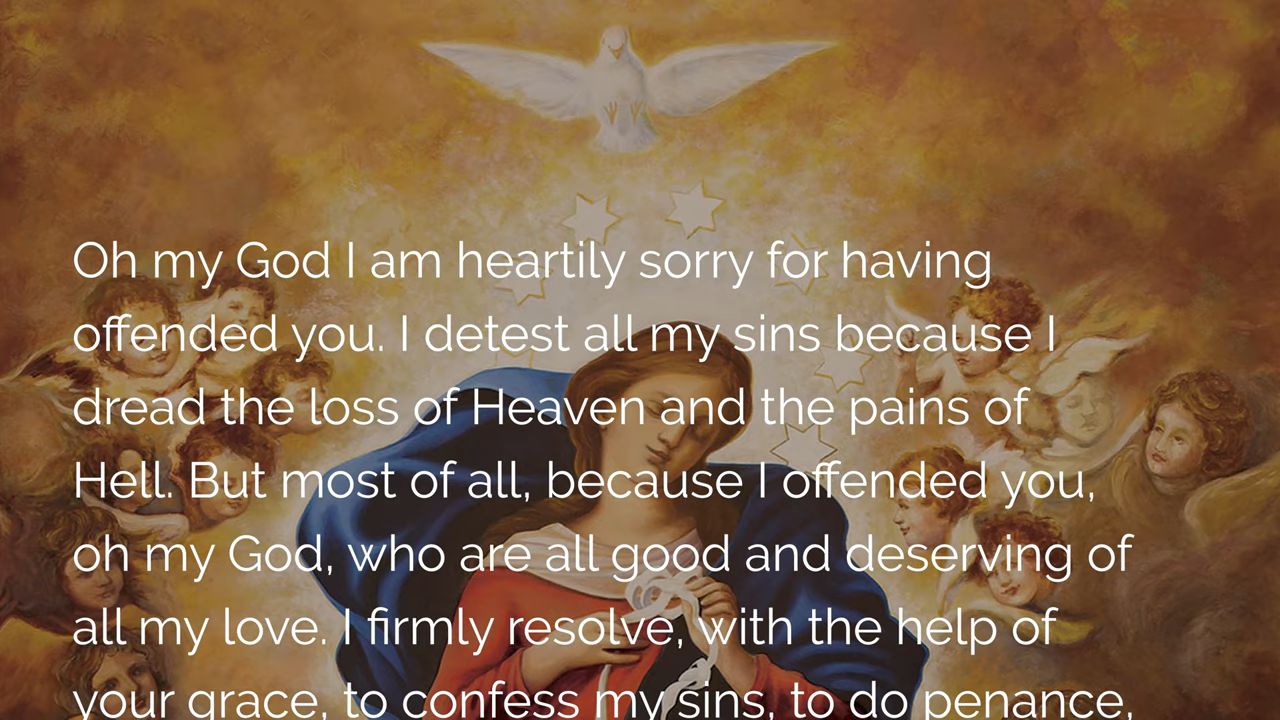 Oh my God I am heartily sorry for having
offended you. I detest all my sins because I
dread the loss of Heaven and the pains of
Hell. But most of all, because I offended you,
oh my God, who are all good and deserving of
all my love. I firmly resolve, with the help of
your grace, to confess my sins, to do penance,